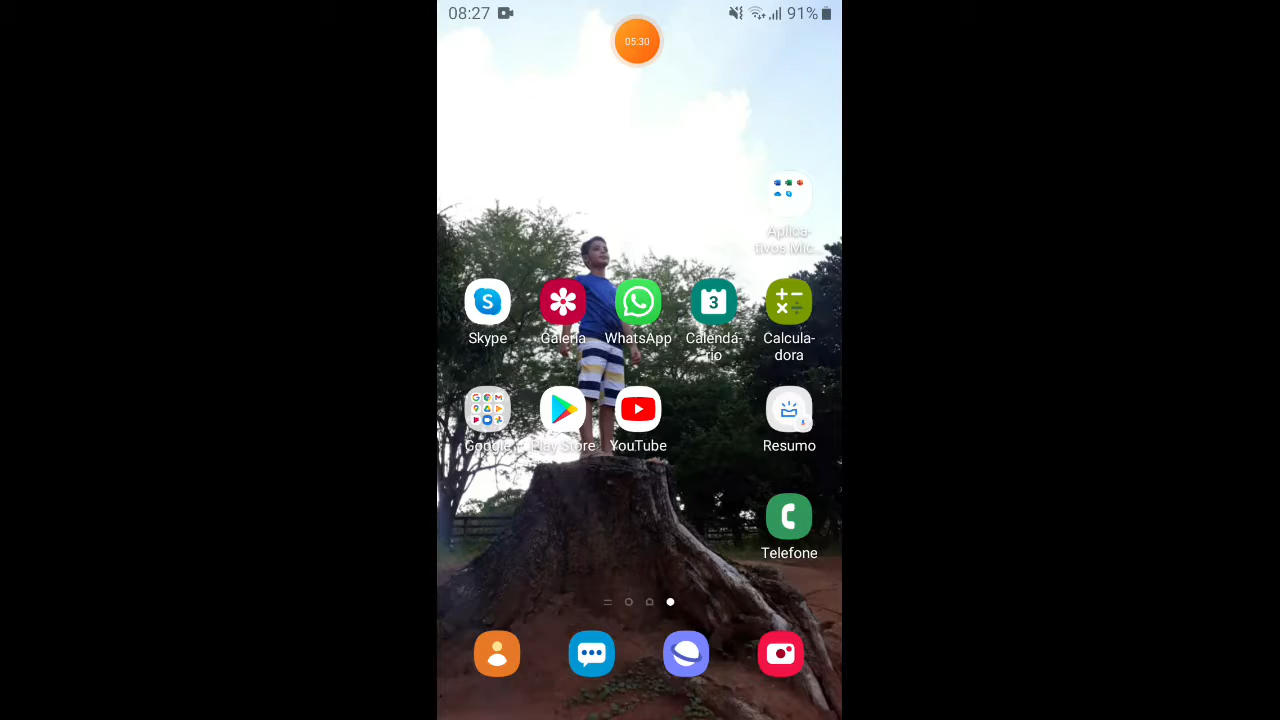 08:27
91%
05:30
Aplica-
tivos Mic...
Skype
Galeria
WhatsApp
Calendá-
rio
3
Calcula-
dora
Google
Play Store
YouTube
Resumo
Telefone